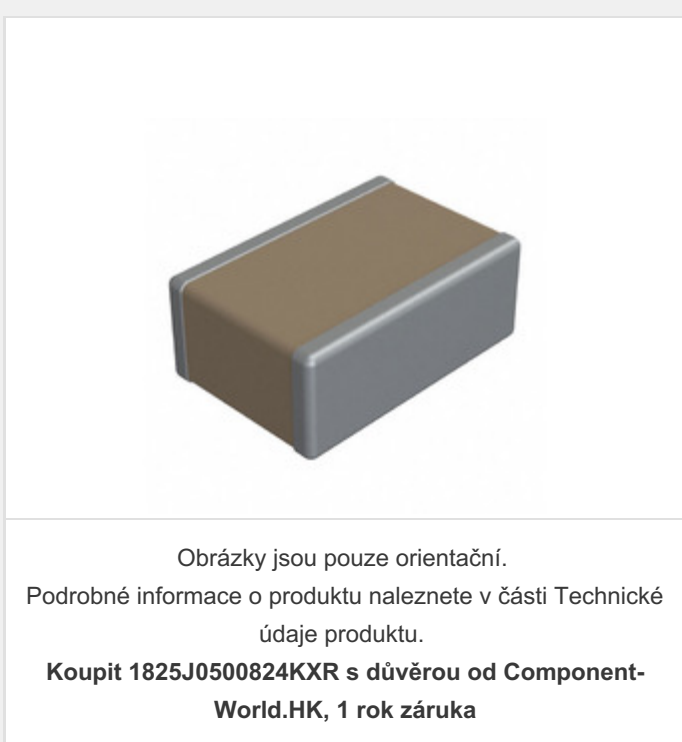 Obrázky jsou pouze orientační.
Podrobné informace o produktu naleznete v části Technické
údaje produktu.
Koupit 1825J0500824KXR s důvěrou od Component-
World.HK, 1 rok záruka